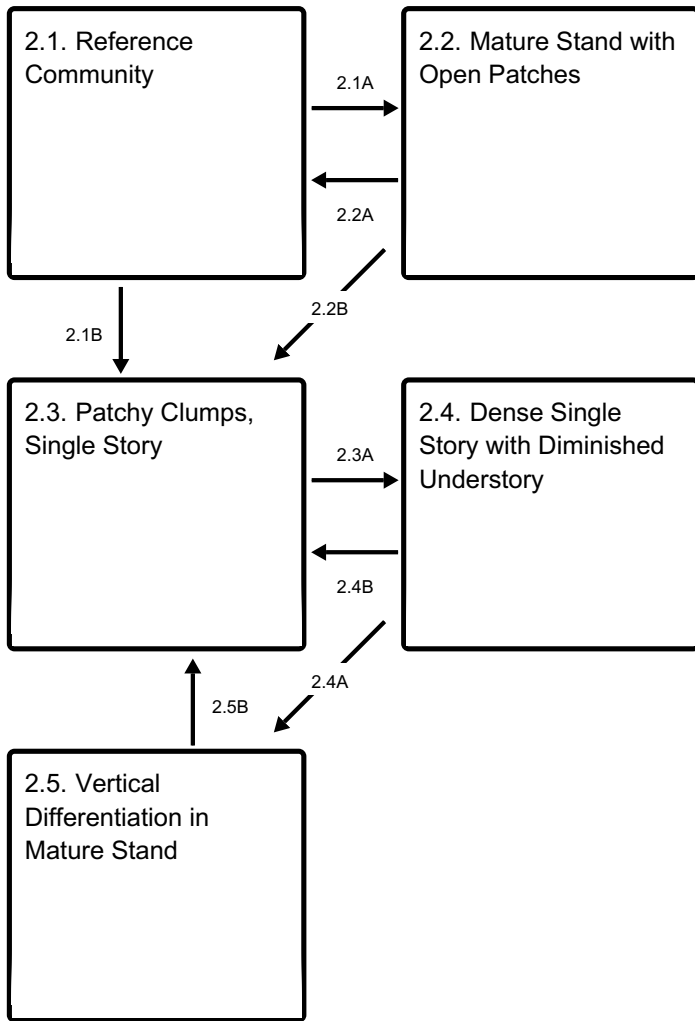 2.1. Reference
Community
2.1A
2.2. Mature Stand with
Open Patches
2.2A
2.2B
2.1B
2.3. Patchy Clumps,
Single Story
2.3A
2.4. Dense Single
Story with Diminished
Understory
2.4B
2.4A
2.5B
2.5. Vertical
Differentiation in
Mature Stand